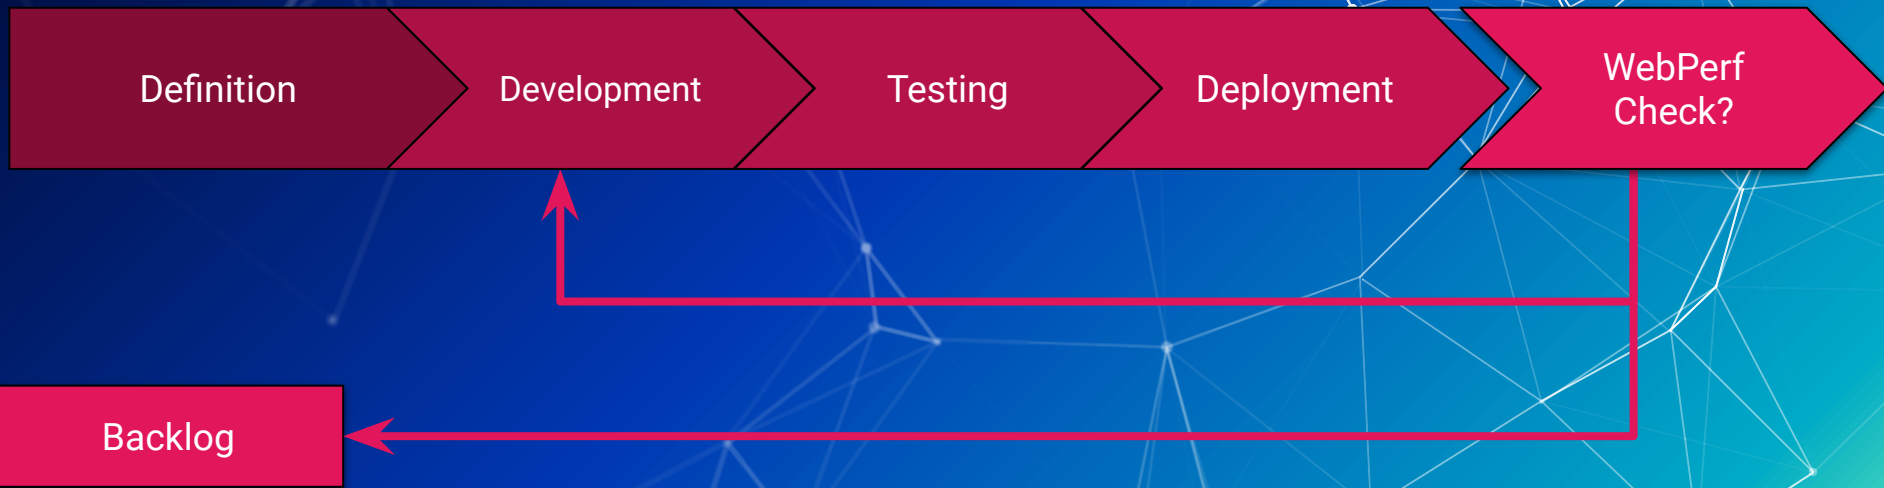 Definition
Development
Testing
Deployment
WebPerf
Check?
Backlog